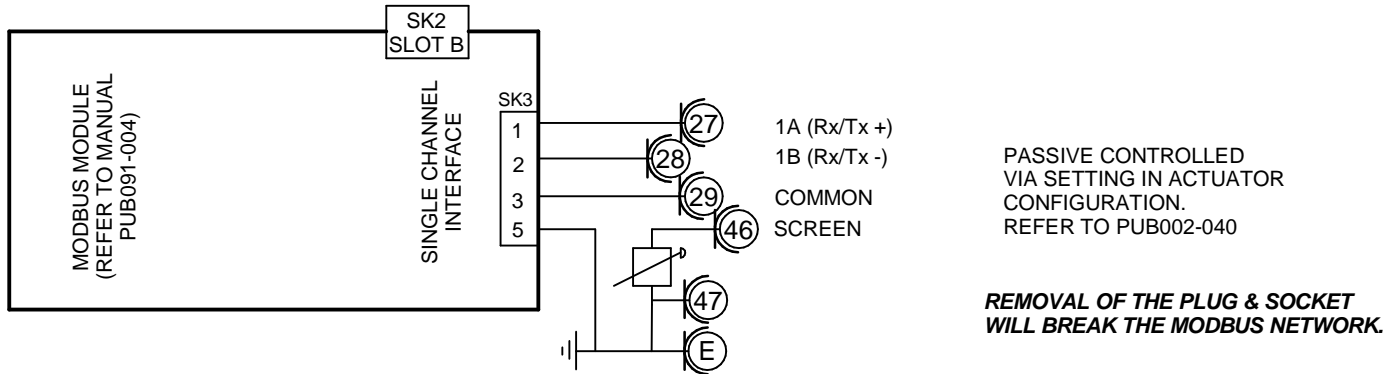 SK2
SLOT B
MODBUS MODULE
(REFER TO MANUAL
PUB091-004)
SINGLE CHANNEL
INTERFACE
SK3
1
2
3
5
27
28
29
46
47
E
1A (Rx/Tx +)
1B (Rx/Tx -)
COMMON
SCREEN
PASSIVE CONTROLLED
VIA SETTING IN ACTUATOR
CONFIGURATION.
REFER TO PUB002-040
REMOVAL OF THE PLUG & SOCKET
WILL BREAK THE MODBUS NETWORK.